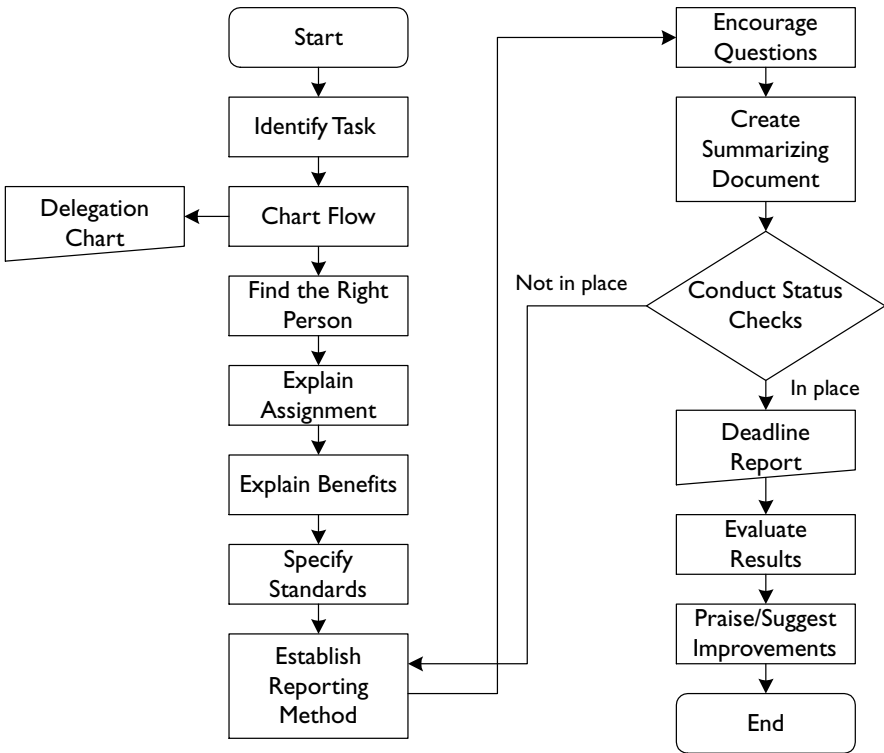 Start
Identify Task
Chart Flow
Delegation
Chart
Find the Right
Person
Explain
Assignment
Explain Benefits
Specify
Standards
Establish
Reporting
Method
Encourage
Questions
Create
Summarizing
Document
Conduct Status
Checks
Not in place
In place
Deadline
Report
Evaluate
Results
Praise/Suggest
Improvements
End